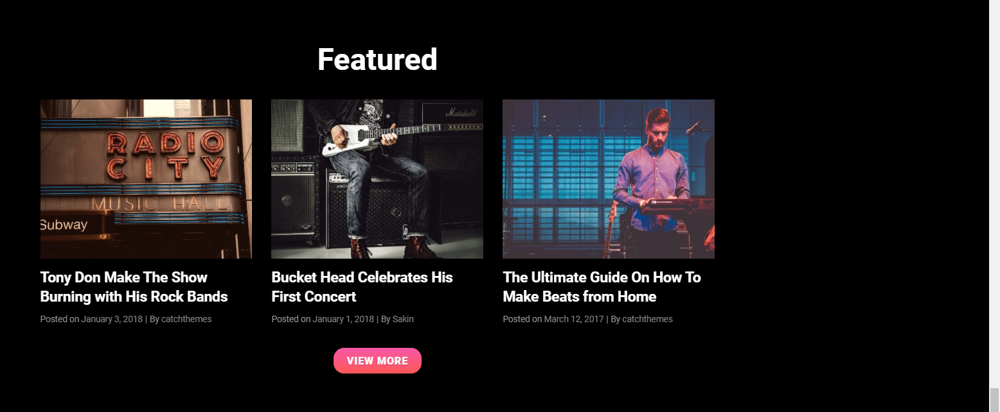 Featured
RADIO
CITY
MUSIC HALL
Subway
Marshall
Tony Don Make The Show
Burning with His Rock Bands
Posted on January 3, 2018 | By catchthemes
Bucket Head Celebrates His
First Concert
Posted on January 1, 2018 | By Sakin
The Ultimate Guide On How To
Make Beats from Home
Posted on March 12, 2017 | By catchthemes
VIEW MORE